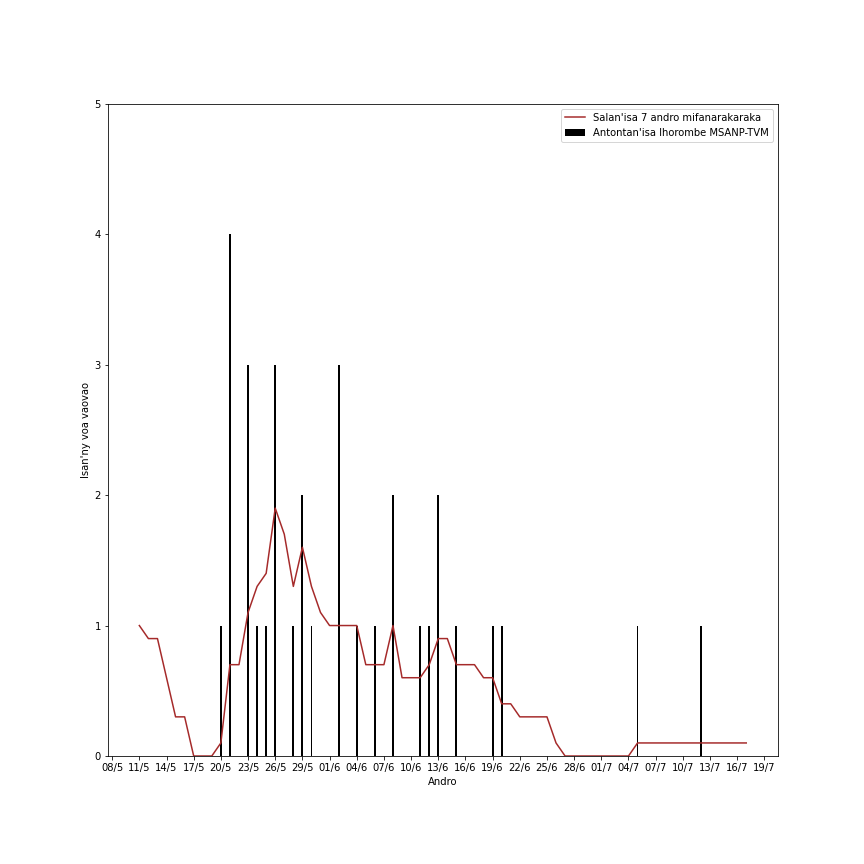 Salan'isa 7 andro mifanarakaraka
Antontan'isa Ihorombe MSANP-TVM
5
4
3
2
1
0
Isan'ny voa vaovao
08/5 11/5 14/5 17/5 20/5 23/5 26/5 29/5 01/6 04/6 07/6 10/6 13/6 16/6 19/6 22/6 25/6 28/6 01/7 04/7 07/7 10/7 13/7 16/7 19/7
Andro